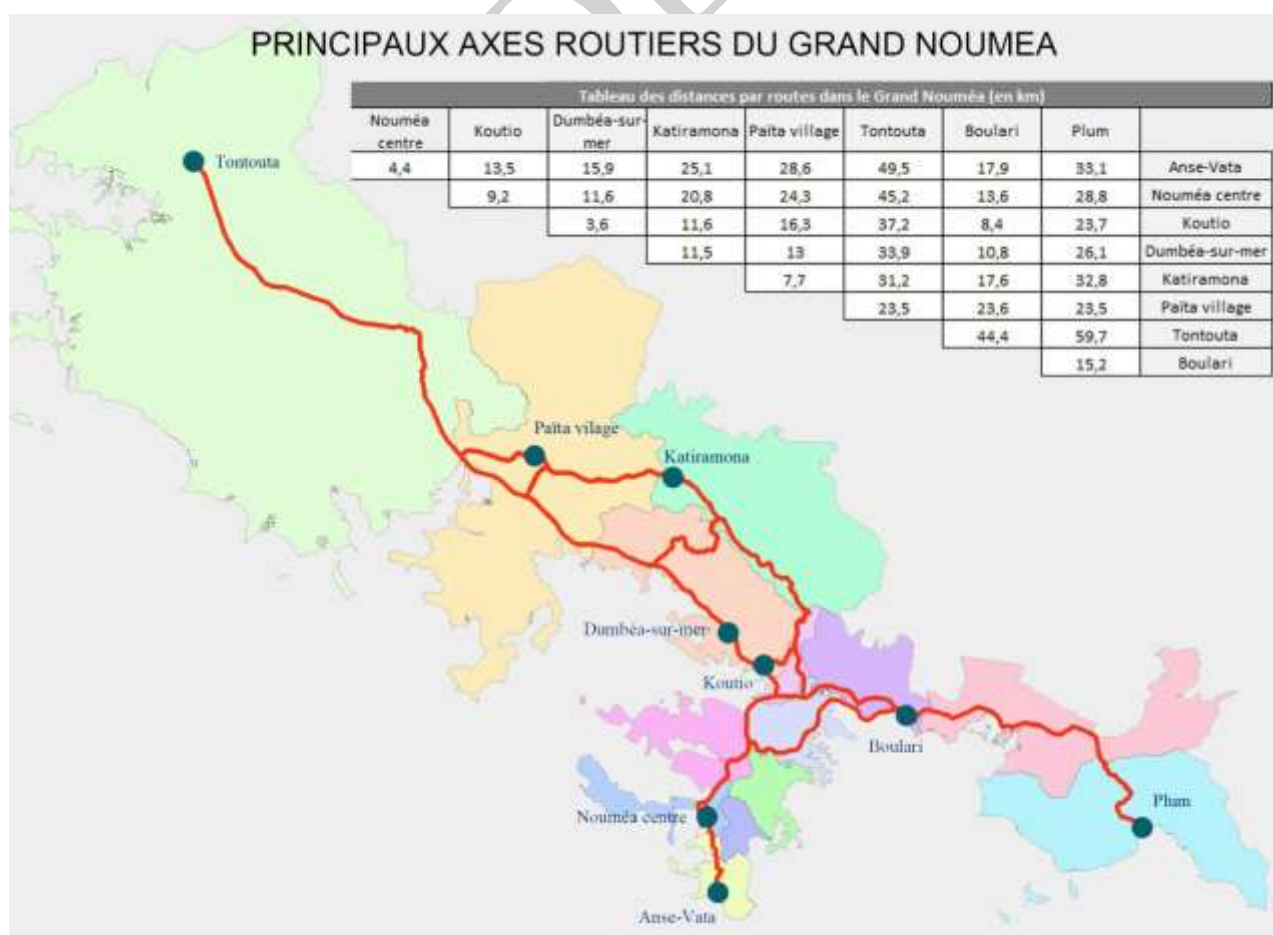 PRINCIPAUX AXES ROUTIERS DU GRAND NOUMEA
Tableau des distances par routes dans le Grand Nouméa (en km)
Nouméa centre Koutio Dumbéa-sur-mer Katiramona Païta village Tontouta Boulari Plum
4,4 13,5 15,9 25,1 28,6 49,5 17,9 33,1 Anse-Vata
9,2 11,6 20,8 24,3 45,2 13,6 28,8 Nouméa centre
3,6 11,6 16,3 37,2 8,4 23,7 Koutio
11,5 13 33,9 10,8 26,1 Dumbéa-sur-mer
7,7 31,2 17,6 32,8 Katiramona
23,5 23,6 23,5 Païta village
44,4 59,7 Tontouta
15,2 Boulari
Tontouta
Païta vilage
Katiramona
Dumbéa-sur-mer
Koutio
Boulari
Plum
Nouméa centre
Anse-Vata